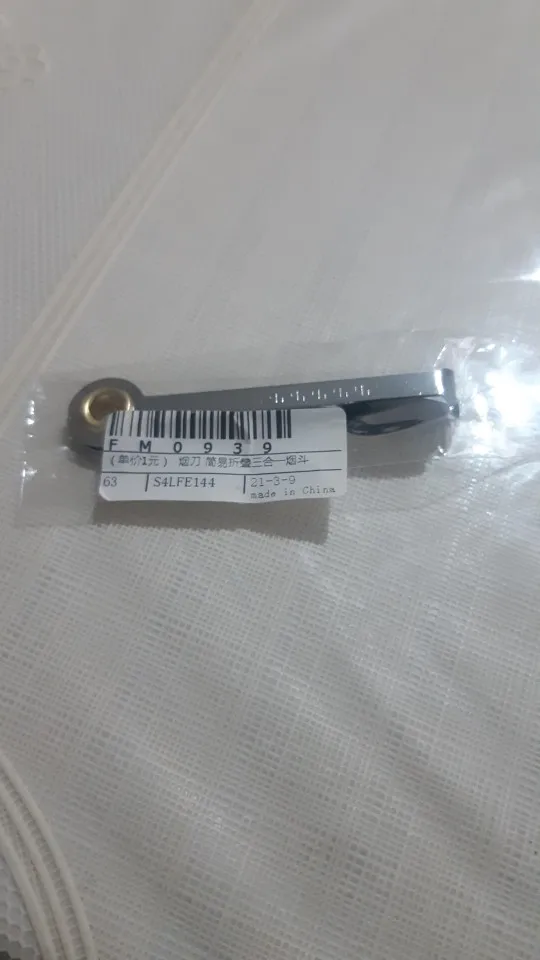 FM0939
(单价1元) 烟刀 简易折叠三合一烟斗
63 S4LFE144 21-3-9
made in China